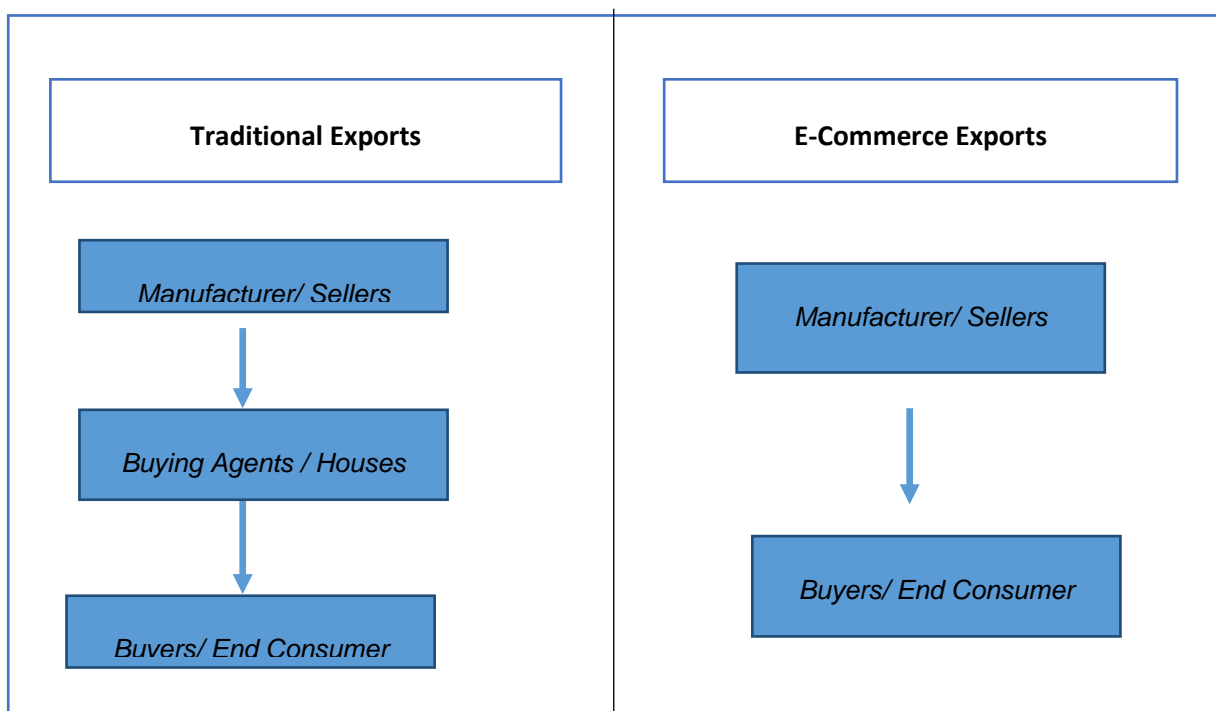 Traditional Exports
Manufacturer/ Sellers
Buying Agents / Houses
Buyers/ End Consumer
E-Commerce Exports
Manufacturer/ Sellers
Buyers/ End Consumer